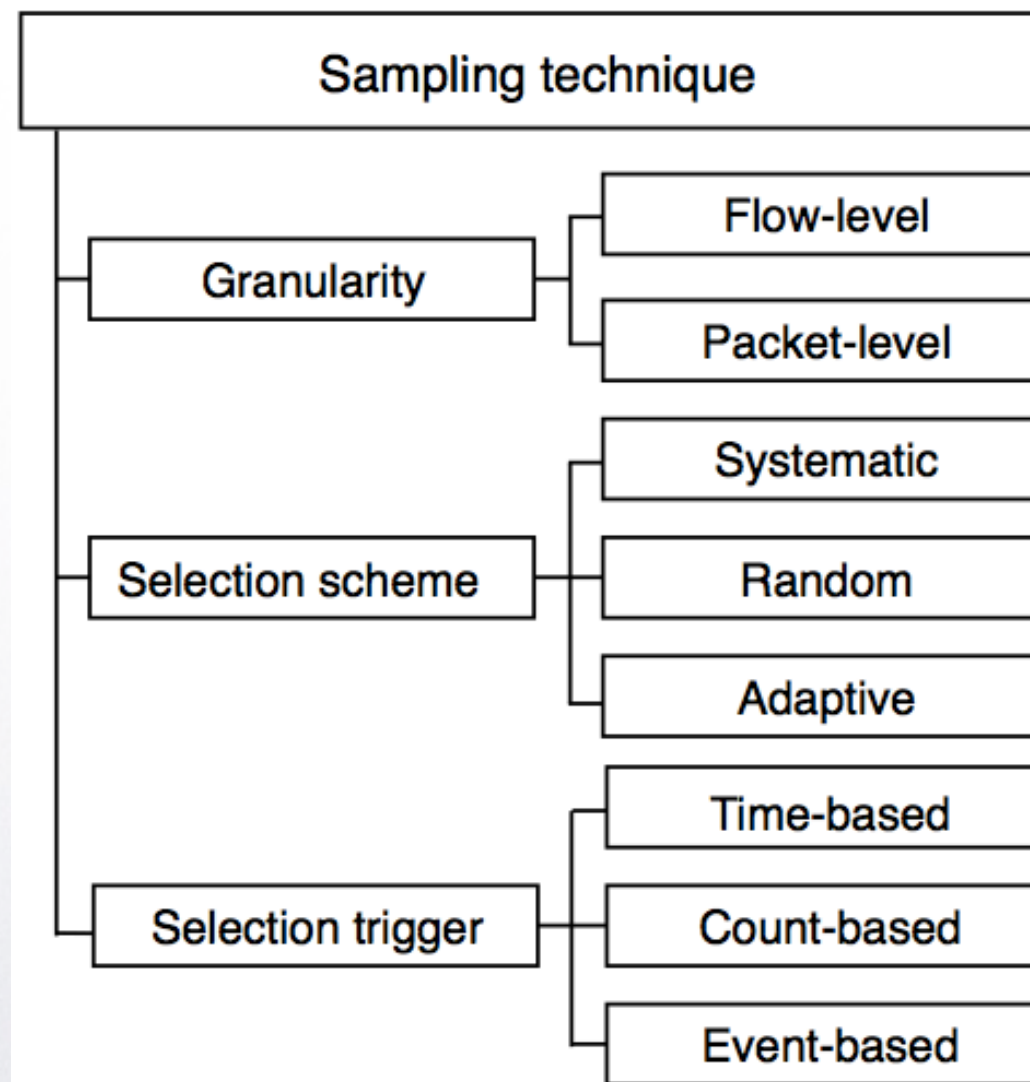 Sampling technique
Granularity
Flow-level
Packet-level
Selection scheme
Systematic
Random
Adaptive
Selection trigger
Time-based
Count-based
Event-based